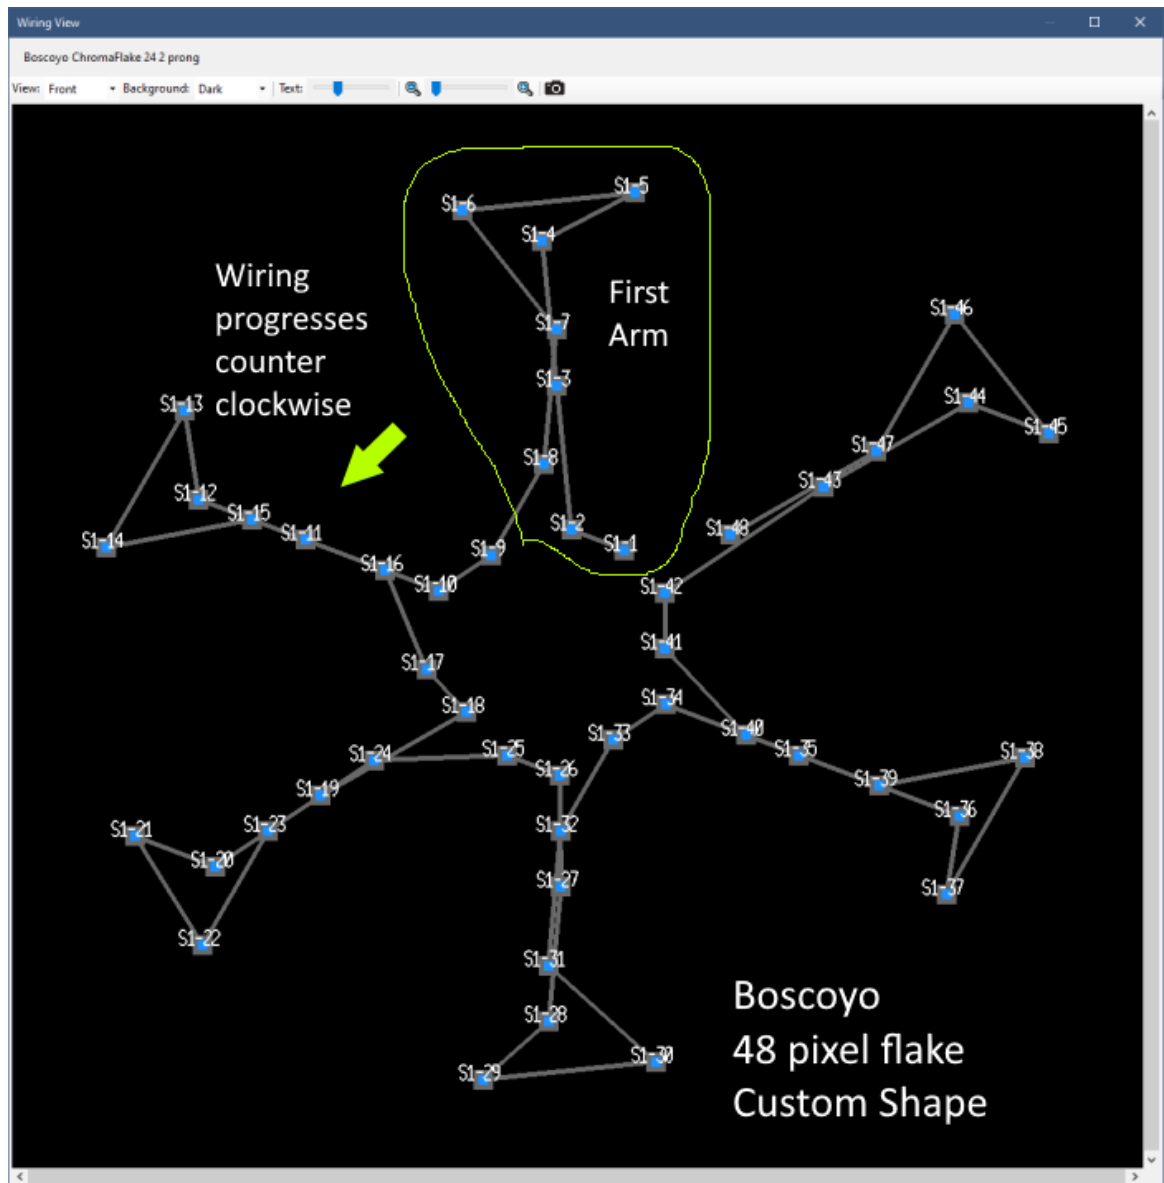 Wiring View
Boscoyo ChromaFlake 24 2 prong
View: Front Background: Dark Text:
S1-5
S1-6
S1-4
Wiring
progresses
counter
clockwise
First
Arm
S1-46
S1-7
S1-3
S1-44
S1-13
S1-45
S1-47
S1-8
S1-43
S1-12
S1-15
S1-48
S1-2
S1-11
S1-14
S1-1
S1-9
S1-16
S1-10
S1-42
S1-41
S1-17
S1-34
S1-18
S1-33
S1-40
S1-24
S1-25
S1-35
S1-38
S1-26
S1-39
S1-19
S1-36
S1-21
S1-23
S1-32
S1-20
S1-27
S1-37
S1-22
S1-31
S1-28
S1-30
S1-29
Boscoyo
48 pixel flake
Custom Shape